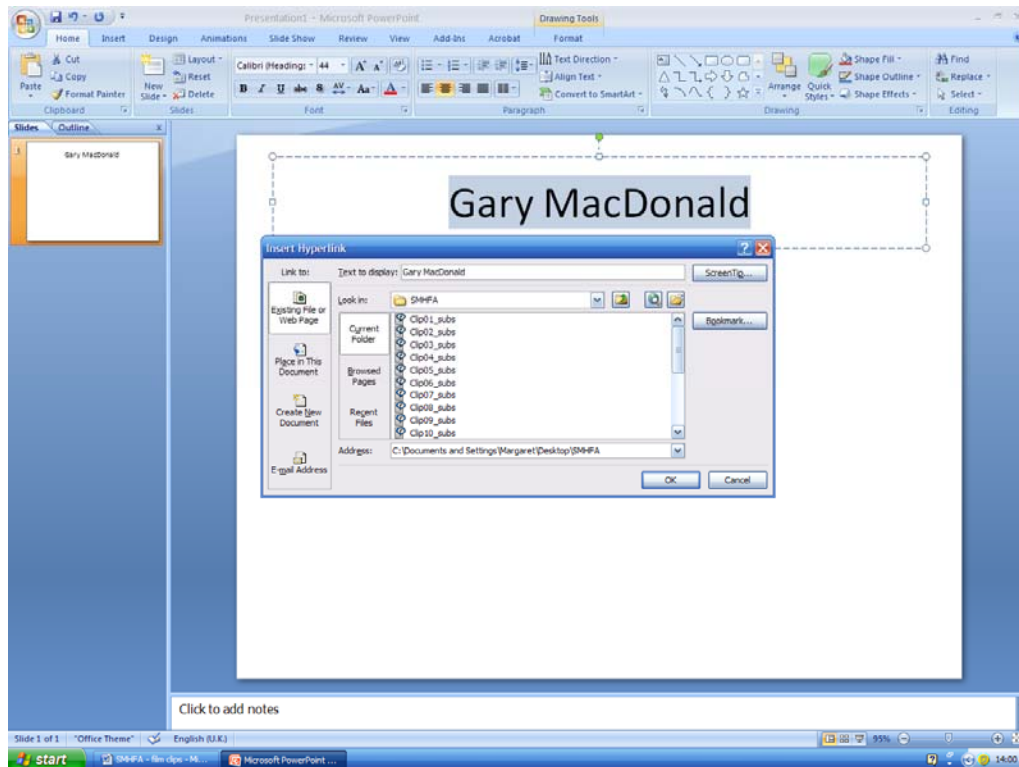 Presentation1 - Microsoft PowerPoint
Drawing Tools
Home Insert Design Animations Slide Show Review View Add-Ins Acrobat Format
Paste
Cut
Copy
Format Painter
Clipboard
New Slide
Layout
Reset
Delete
Slides
Calibri (Headings) 44
B I U abc S AV Aa A
Font
Text Direction
Align Text
Convert to SmartArt
Paragraph
Arrange
Quick Styles
Shape Fill
Shape Outline
Shape Effects
Drawing
Find
Replace
Select
Editing
Slides Outline x
1
Gary MacDonald
Gary MacDonald
Insert Hyperlink
Link to:
Text to display: Gary MacDonald
ScreenTip...
Existing File or Web Page
Place in This Document
Create New Document
E-mail Address
Look in: SMHFA
Bookmark...
Current Folder
Browsed Pages
Recent Files
Clip01_subs
Clip02_subs
Clip03_subs
Clip04_subs
Clip05_subs
Clip06_subs
Clip07_subs
Clip08_subs
Clip09_subs
Clip10_subs
Address: C:\Documents and Settings\Margaret\Desktop\SMHFA
OK Cancel
Click to add notes
Slide 1 of 1 "Office Theme" English (U.K.) 95%
start SMHFA - film clips - Mi... Microsoft PowerPoint ... 14:00